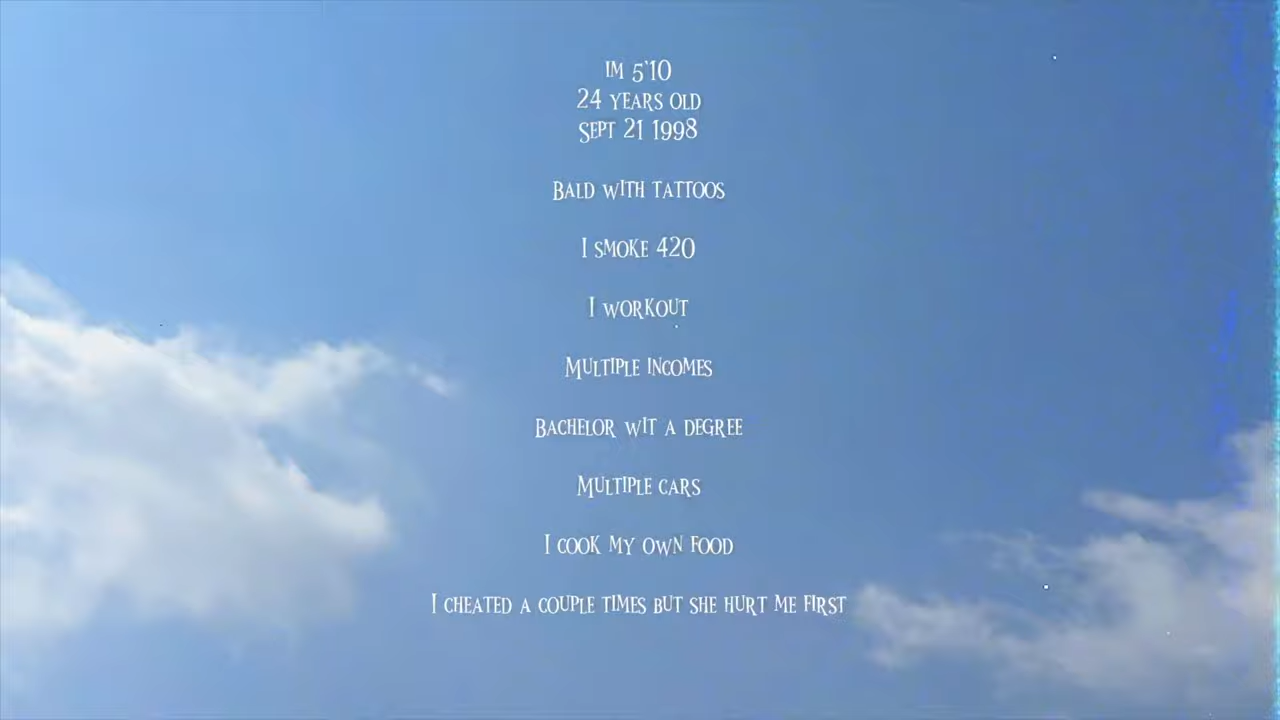 IM 5'10
24 YEARS OLD
SEPT 21 1998
BALD WITH TATTOOS
I SMOKE 420
I WORKOUT
MULTIPLE INCOMES
BACHELOR WIT A DEGREE
MULTIPLE CARS
I COOK MY OWN FOOD
I CHEATED A COUPLE TIMES BUT SHE HURT ME FIRST